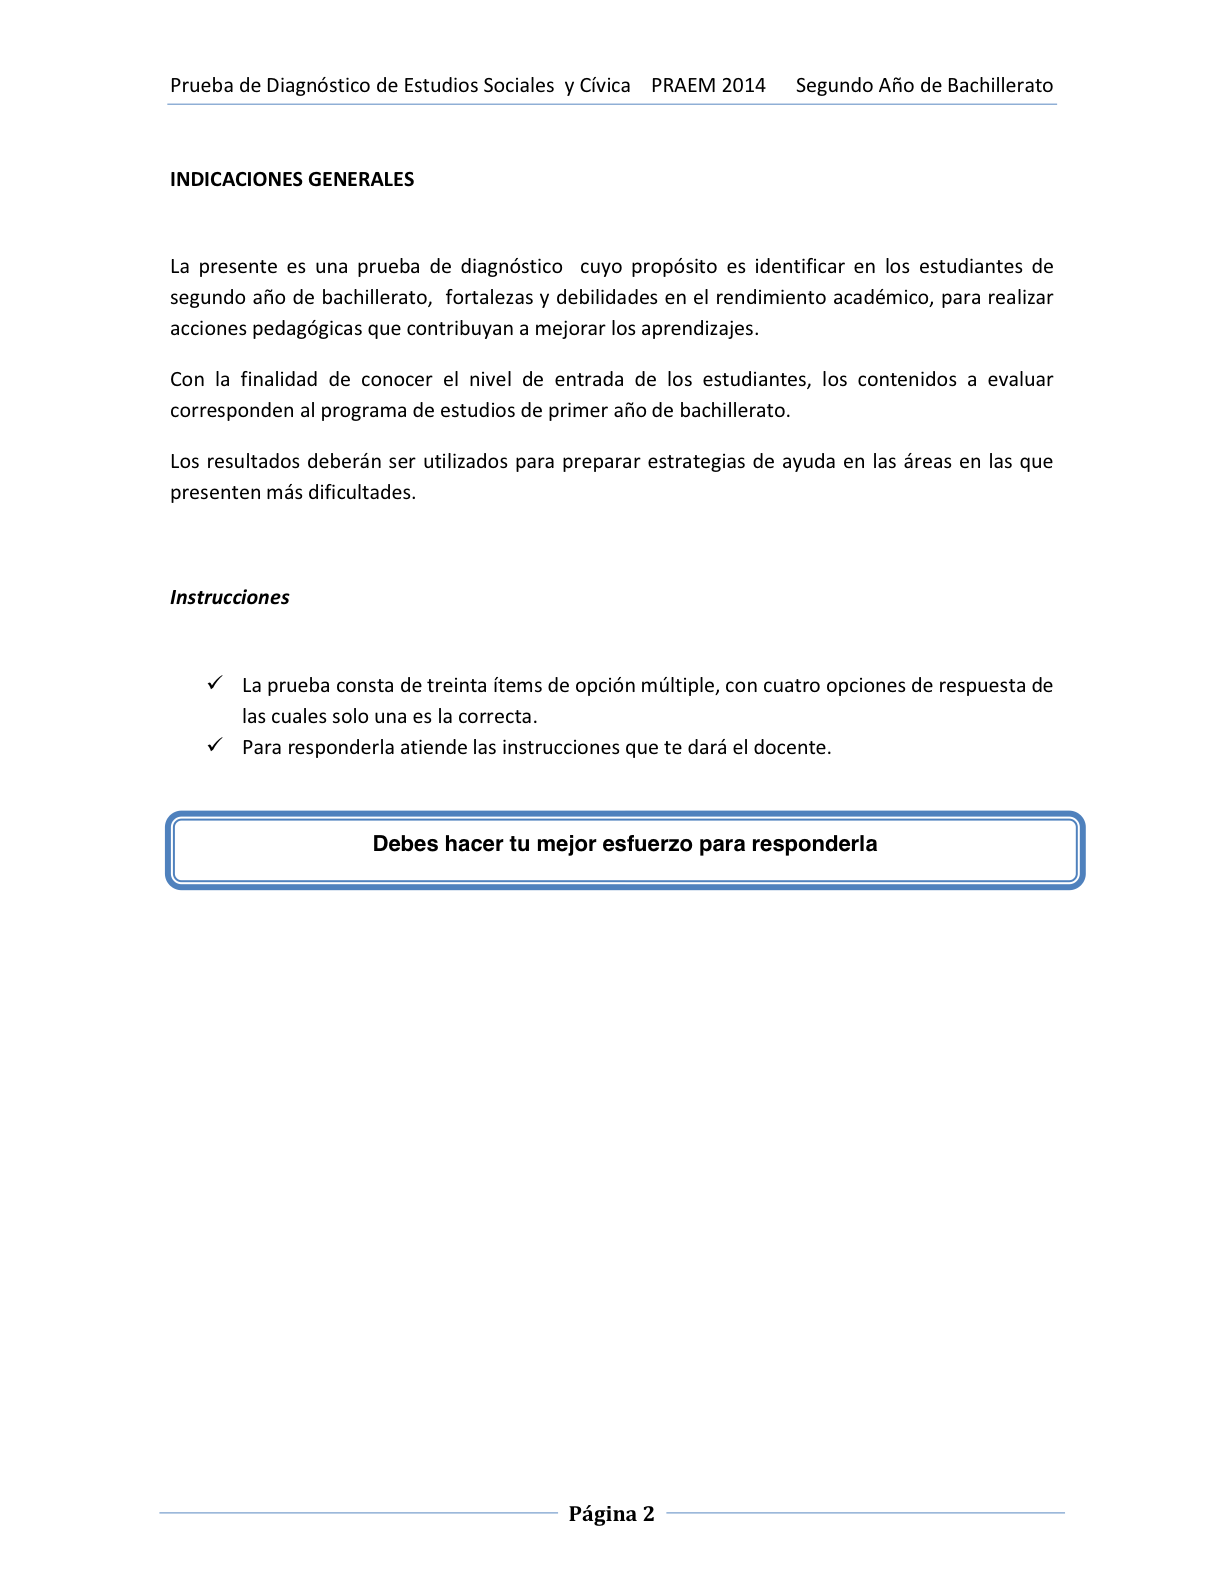 Prueba de Diagnóstico de Estudios Sociales  y Cívica    PRAEM 2014      Segundo Año de Bachillerato
INDICACIONES GENERALES
La presente es una prueba de diagnóstico  cuyo propósito es identificar en los estudiantes de
segundo año de bachillerato,  fortalezas y debilidades en el rendimiento académico, para realizar
acciones pedagógicas que contribuyan a mejorar los aprendizajes.
Con la finalidad de conocer el nivel de entrada de los estudiantes, los contenidos a evaluar
corresponden al programa de estudios de primer año de bachillerato.
Los resultados deberán ser utilizados para preparar estrategias de ayuda en las áreas en las que
presenten más dificultades.
Instrucciones
✓ La prueba consta de treinta ítems de opción múltiple, con cuatro opciones de respuesta de
las cuales solo una es la correcta.
✓ Para responderla atiende las instrucciones que te dará el docente.
Debes hacer tu mejor esfuerzo para responderla
Página 2